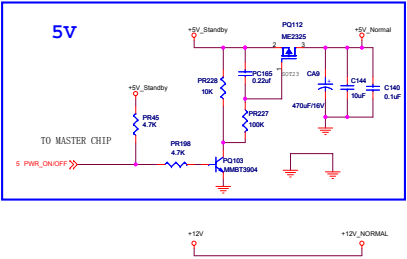 5V
+5V_Standby
PQ112
ME2325
+5V_Normal
2
3
1
SOT23
PR228
10K
PC165
0.22uf
CA9
470uF/16V
C144
10uF
C140
0.1uF
+5V_Standby
PR45
4.7K
PR227
100K
TO MASTER CHIP
PR198
4.7K
5 PWR_ON/OFF
PQ103
MMBT3904
+12V
+12V_NORMAL